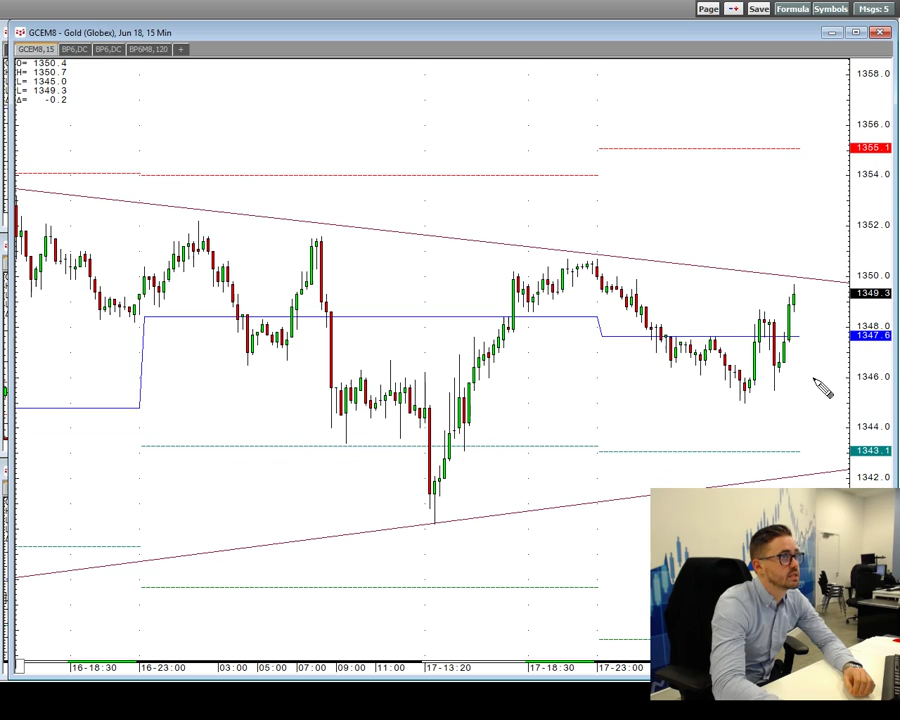 Page -+ Save Formula Symbols Msgs: 5
GCEM8 - Gold (Globex), Jun 18, 15 Min
GCEM8,15 BP6,DC BP6,DC BP6M8,120 +
O= 1350.4
H= 1350.7
L= 1345.0
L= 1349.3
Δ= -0.2
1358.0
1356.0
1355.1
1354.0
1352.0
1350.0
1349.3
1348.0
1347.6
1346.0
1344.0
1343.1
1342.0
16-18:30 16-23:00 03:00 05:00 07:00 09:00 11:00 17-13:20 17-18:30 17-23:00